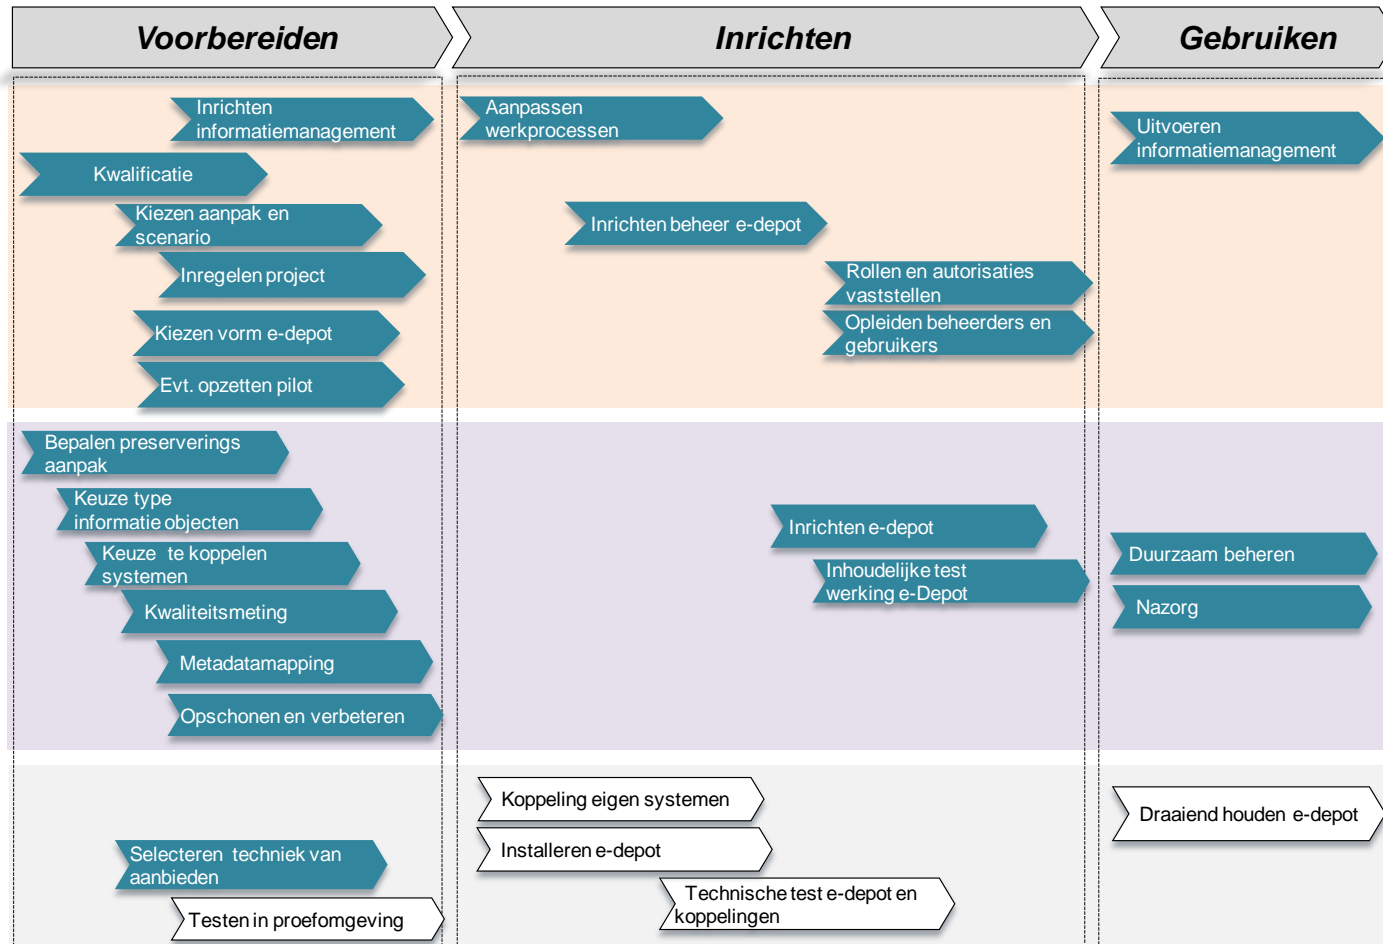 Voorbereiden
Inrichten
Gebruiken
Inrichten
informatiemanagement
Kwalificatie
Kiezen aanpak en
scenario
Inregelen project
Kiezen vorm e-depot
Evt. opzetten pilot
Aanpassen
werkprocessen
Inrichten beheer e-depot
Rollen en autorisaties
vaststellen
Opleiden beheerders en
gebruikers
Uitvoeren
informatiemanagement
Bepalen preserverings
aanpak
Keuze type
informatie objecten
Keuze te koppelen
systemen
Kwaliteitsmeting
Metadatamapping
Opschonen en verbeteren
Inrichten e-depot
Inhoudelijke test
werking e-Depot
Duurzaam beheren
Nazorg
Selecteren techniek van
aanbieden
Testen in proefomgeving
Koppeling eigen systemen
Installeren e-depot
Technische test e-depot en
koppelingen
Draaiend houden e-depot